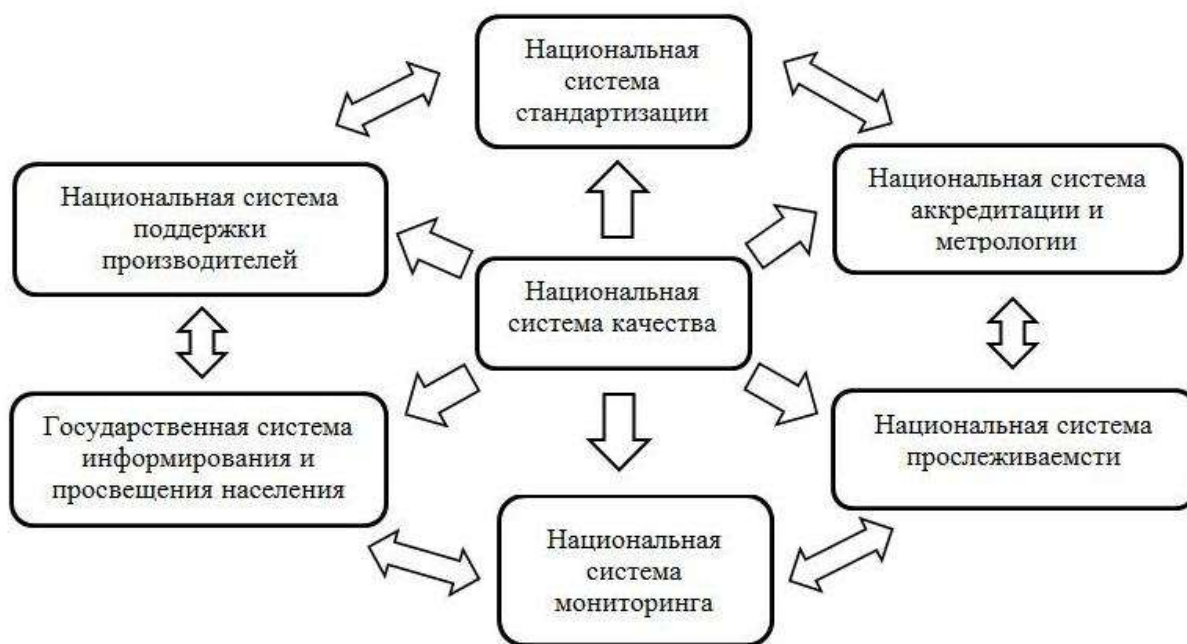 Национальная
система
стандартизации
Национальная система
поддержки
производителей
Национальная система
аккредитации и
метрологии
Национальная
система качества
Государственная система
информирования и
просвещения населения
Национальная система
прослеживаемсти
Национальная
система
мониторинга